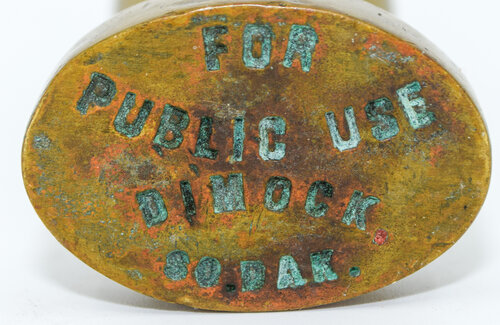 FOR
PUBLIC USE
DIMOCK
SO.DAK.